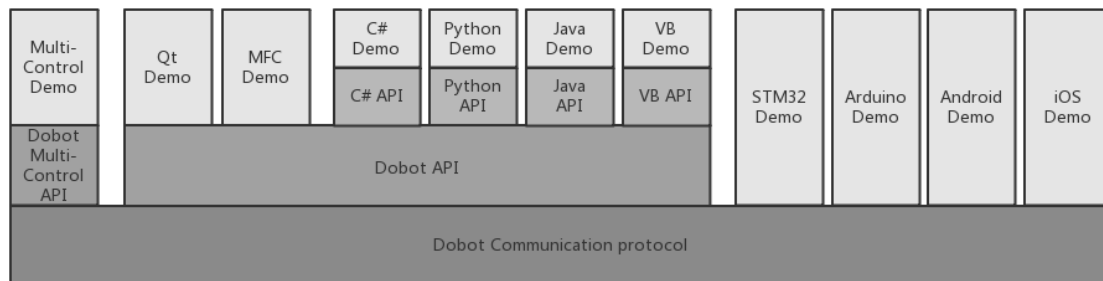 Multi-
Control
Demo
Qt
Demo
MFC
Demo
C#
Demo
Python
Demo
Java
Demo
VB
Demo
C# API
Python
API
Java
API
VB API
STM32
Demo
Arduino
Demo
Android
Demo
iOS
Demo
Dobot
Multi-
Control
API
Dobot API
Dobot Communication protocol